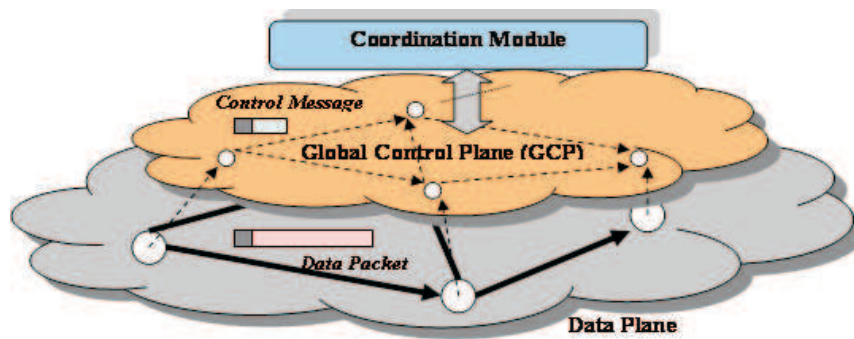 Coordination Module
Control Message
Global Control Plane (GCP)
Data Packet
Data Plane